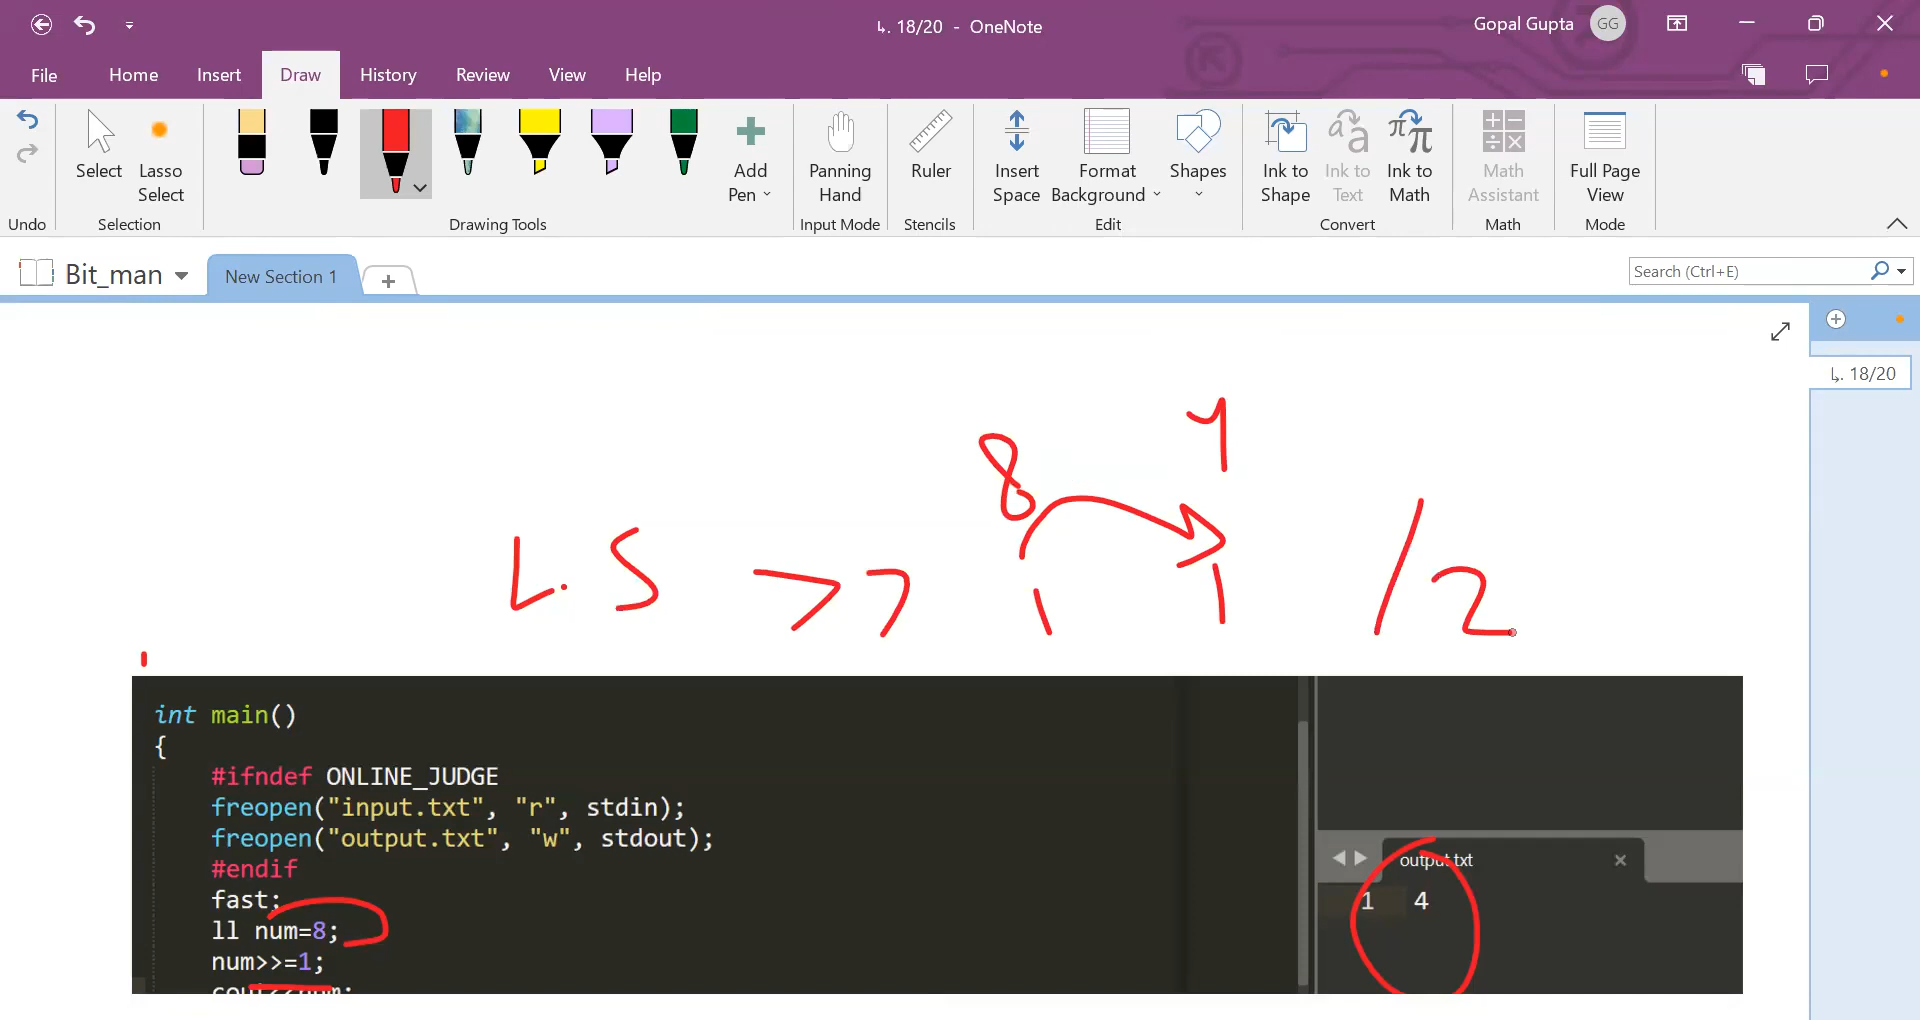 ㄣ. 18/20 - OneNote
Gopal Gupta GG
File Home Insert Draw History Review View Help
Undo
Select
Lasso Select
Selection
Drawing Tools
Add Pen
Panning Hand
Input Mode
Ruler
Stencils
Insert Space
Format Background
Shapes
Edit
Ink to Shape
Ink to Text
Ink to Math
Convert
Math Assistant
Math
Full Page View
Mode
Bit_man
New Section 1
Search (Ctrl+E)
18/20
8 4
L.S >> 1 1 /2
int main()
{
#ifndef ONLINE_JUDGE
freopen("input.txt", "r", stdin);
freopen("output.txt", "w", stdout);
#endif
fast;
ll num=8;
num>>=1;
cout<<num;
output.txt
1 4